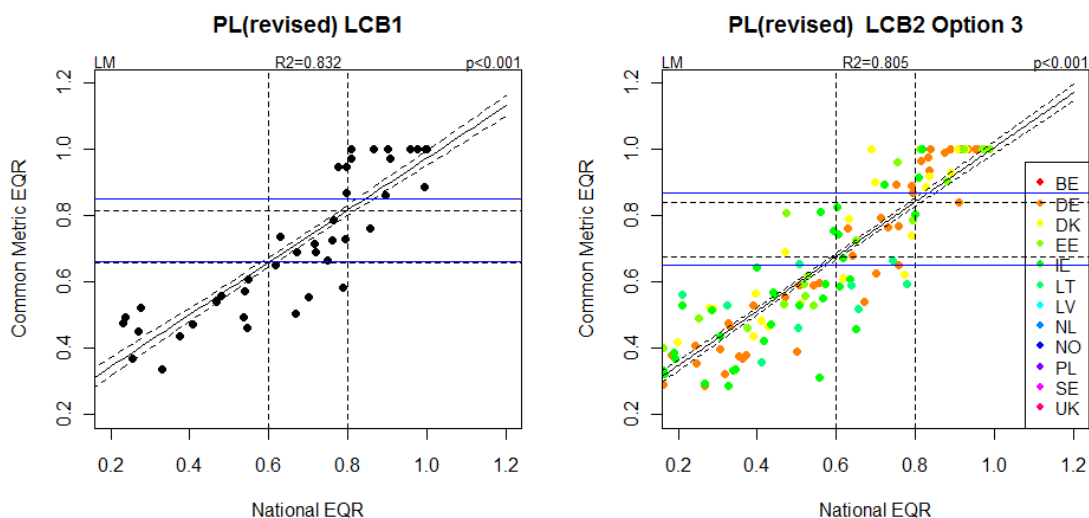 PL(revised) LCB1
LM R2=0.832 p<0.001
Common Metric EQR
1.2
1.0
0.8
0.6
0.4
0.2
0.2 0.4 0.6 0.8 1.0 1.2
National EQR
PL(revised) LCB2 Option 3
LM R2=0.805 p<0.001
Common Metric EQR
1.2
1.0
0.8
0.6
0.4
0.2
BE
DE
DK
EE
IE
LT
LV
NL
NO
PL
SE
UK
0.2 0.4 0.6 0.8 1.0 1.2
National EQR